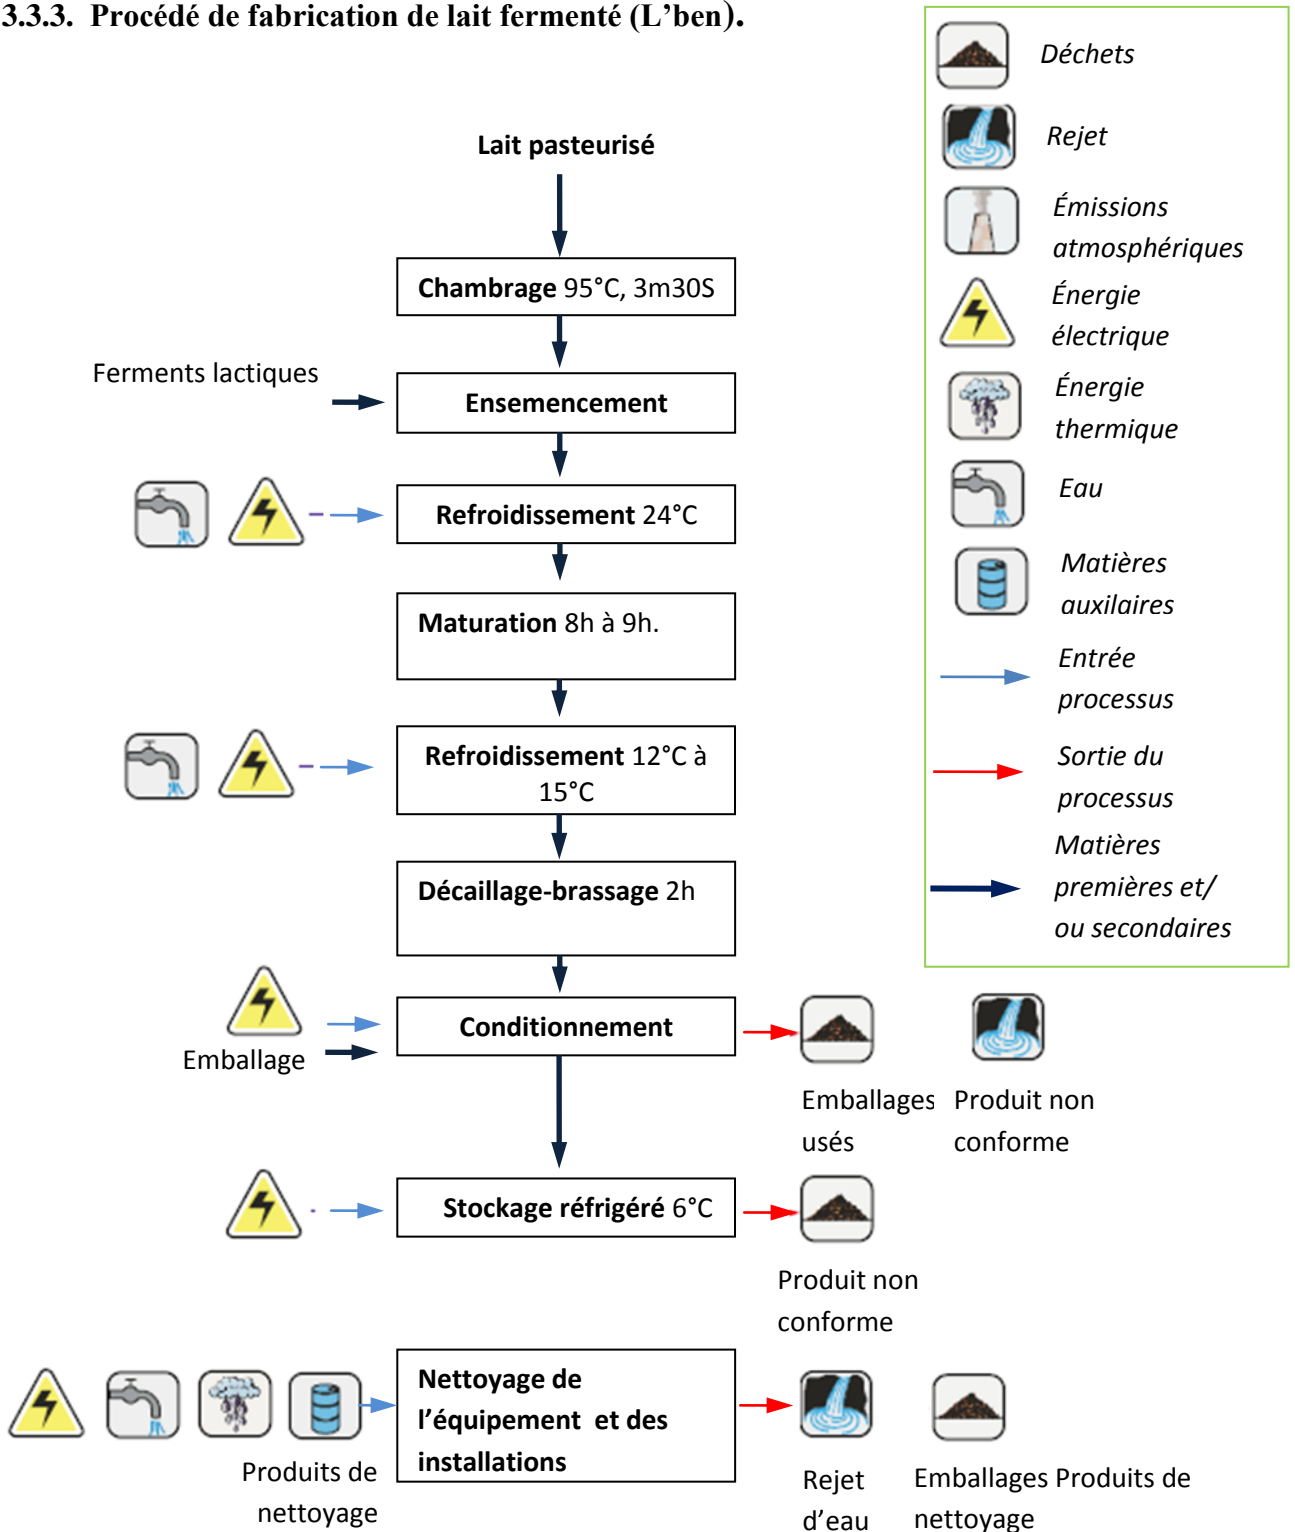 3.3.3. Procédé de fabrication de lait fermenté (L’ben).
Déchets
Rejet
Émissions
atmosphériques
Énergie
électrique
Énergie
thermique
Eau
Matières
auxilaires
Entrée
processus
Sortie du
processus
Matières
premières et/
ou secondaires
Lait pasteurisé
Chambrage 95°C, 3m30S
Ferments lactiques
Ensemencement
Refroidissement 24°C
Maturation 8h à 9h.
Refroidissement 12°C à
15°C
Décaillage-brassage 2h
Emballage
Conditionnement
Emballages
usés
Produit non
conforme
Stockage réfrigéré 6°C
Produit non
conforme
Produits de
nettoyage
Nettoyage de
l’équipement et des
installations
Rejet
d’eau
Emballages Produits de
nettoyage